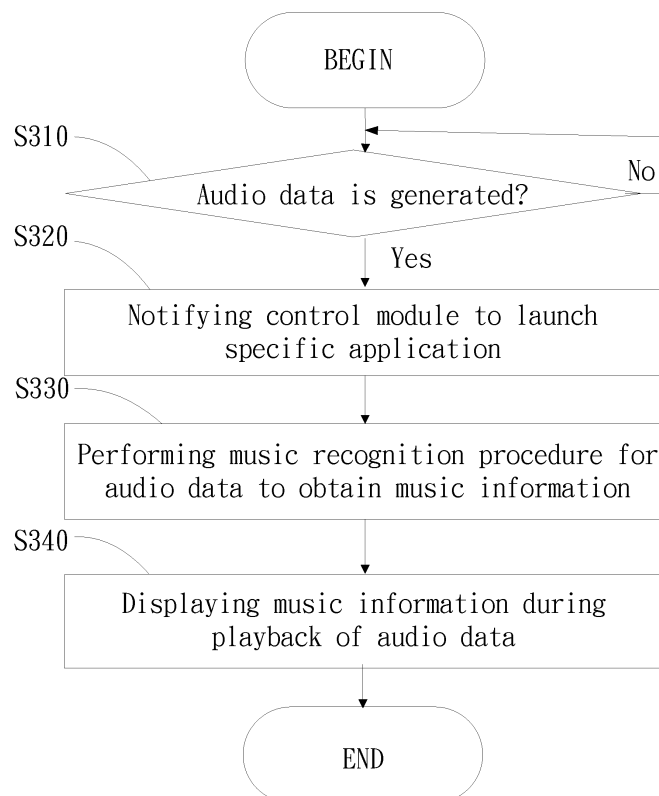 BEGIN
S310
Audio data is generated?
No
S320
Yes
Notifying control module to launch
specific application
S330
Performing music recognition procedure for
audio data to obtain music information
S340
Displaying music information during
playback of audio data
END